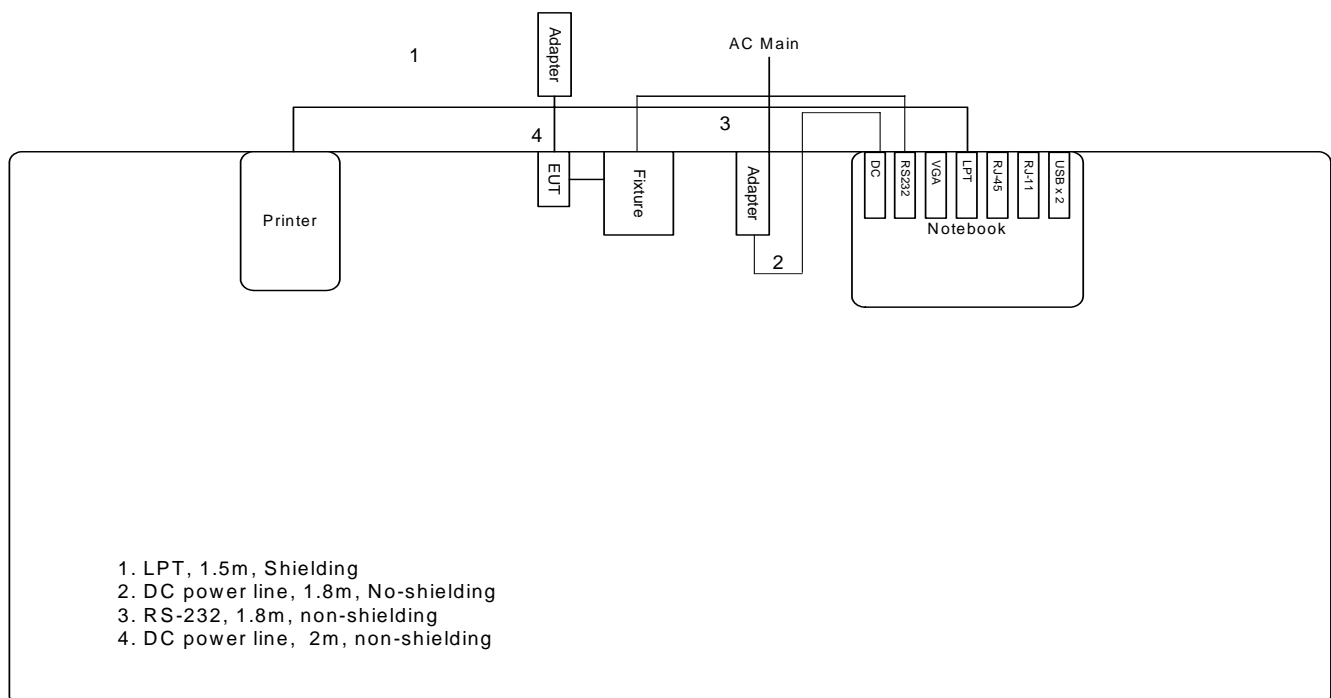 1
Adapter
AC Main
4
3
EUT
Fixture
Adapter
DC
RS232
VGA
LPT
RJ-45
RJ-11
USB x 2
Printer
Notebook
2
1. LPT, 1.5m, Shielding
2. DC power line, 1.8m, No-shielding
3. RS-232, 1.8m, non-shielding
4. DC power line, 2m, non-shielding